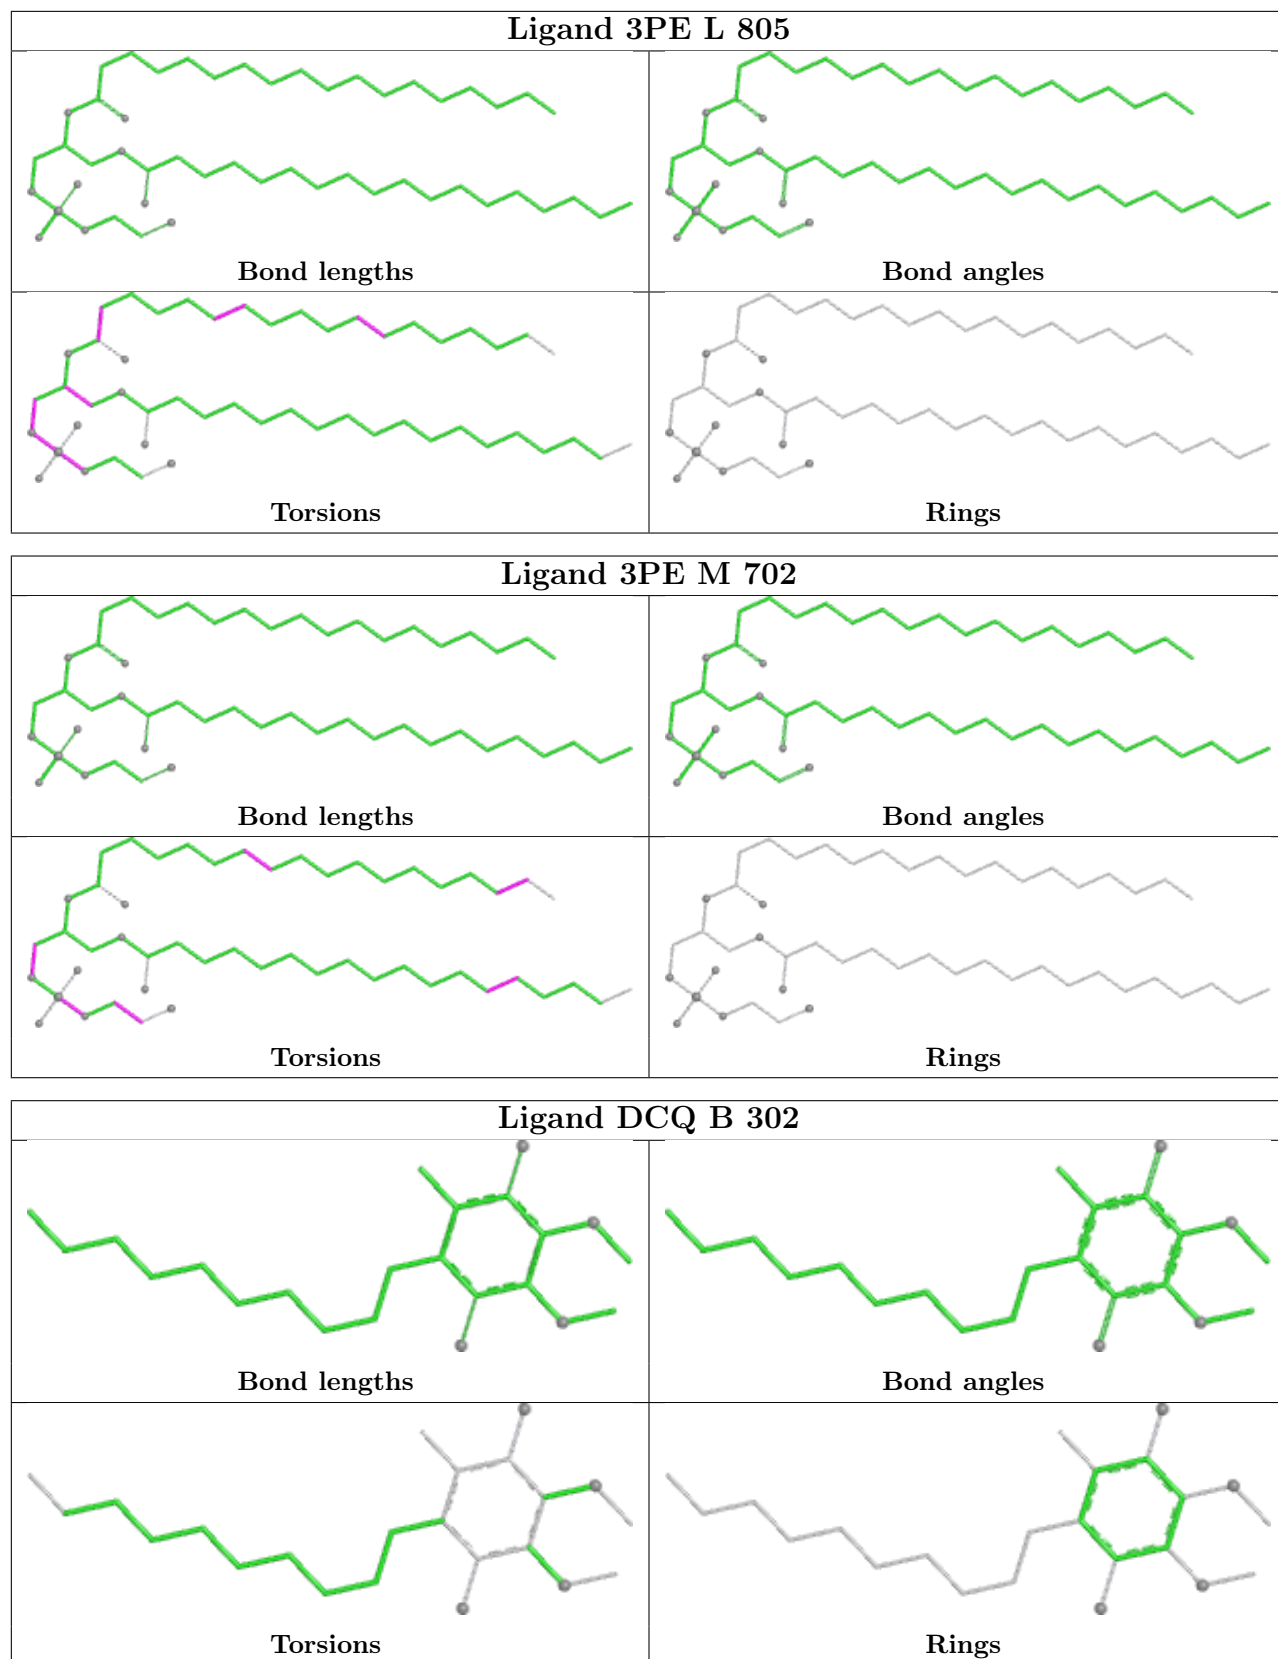 Ligand 3PE L 805
Bond lengths
Bond angles
Torsions
Rings
Ligand 3PE M 702
Bond lengths
Bond angles
Torsions
Rings
Ligand DCQ B 302
Bond lengths
Bond angles
Torsions
Rings